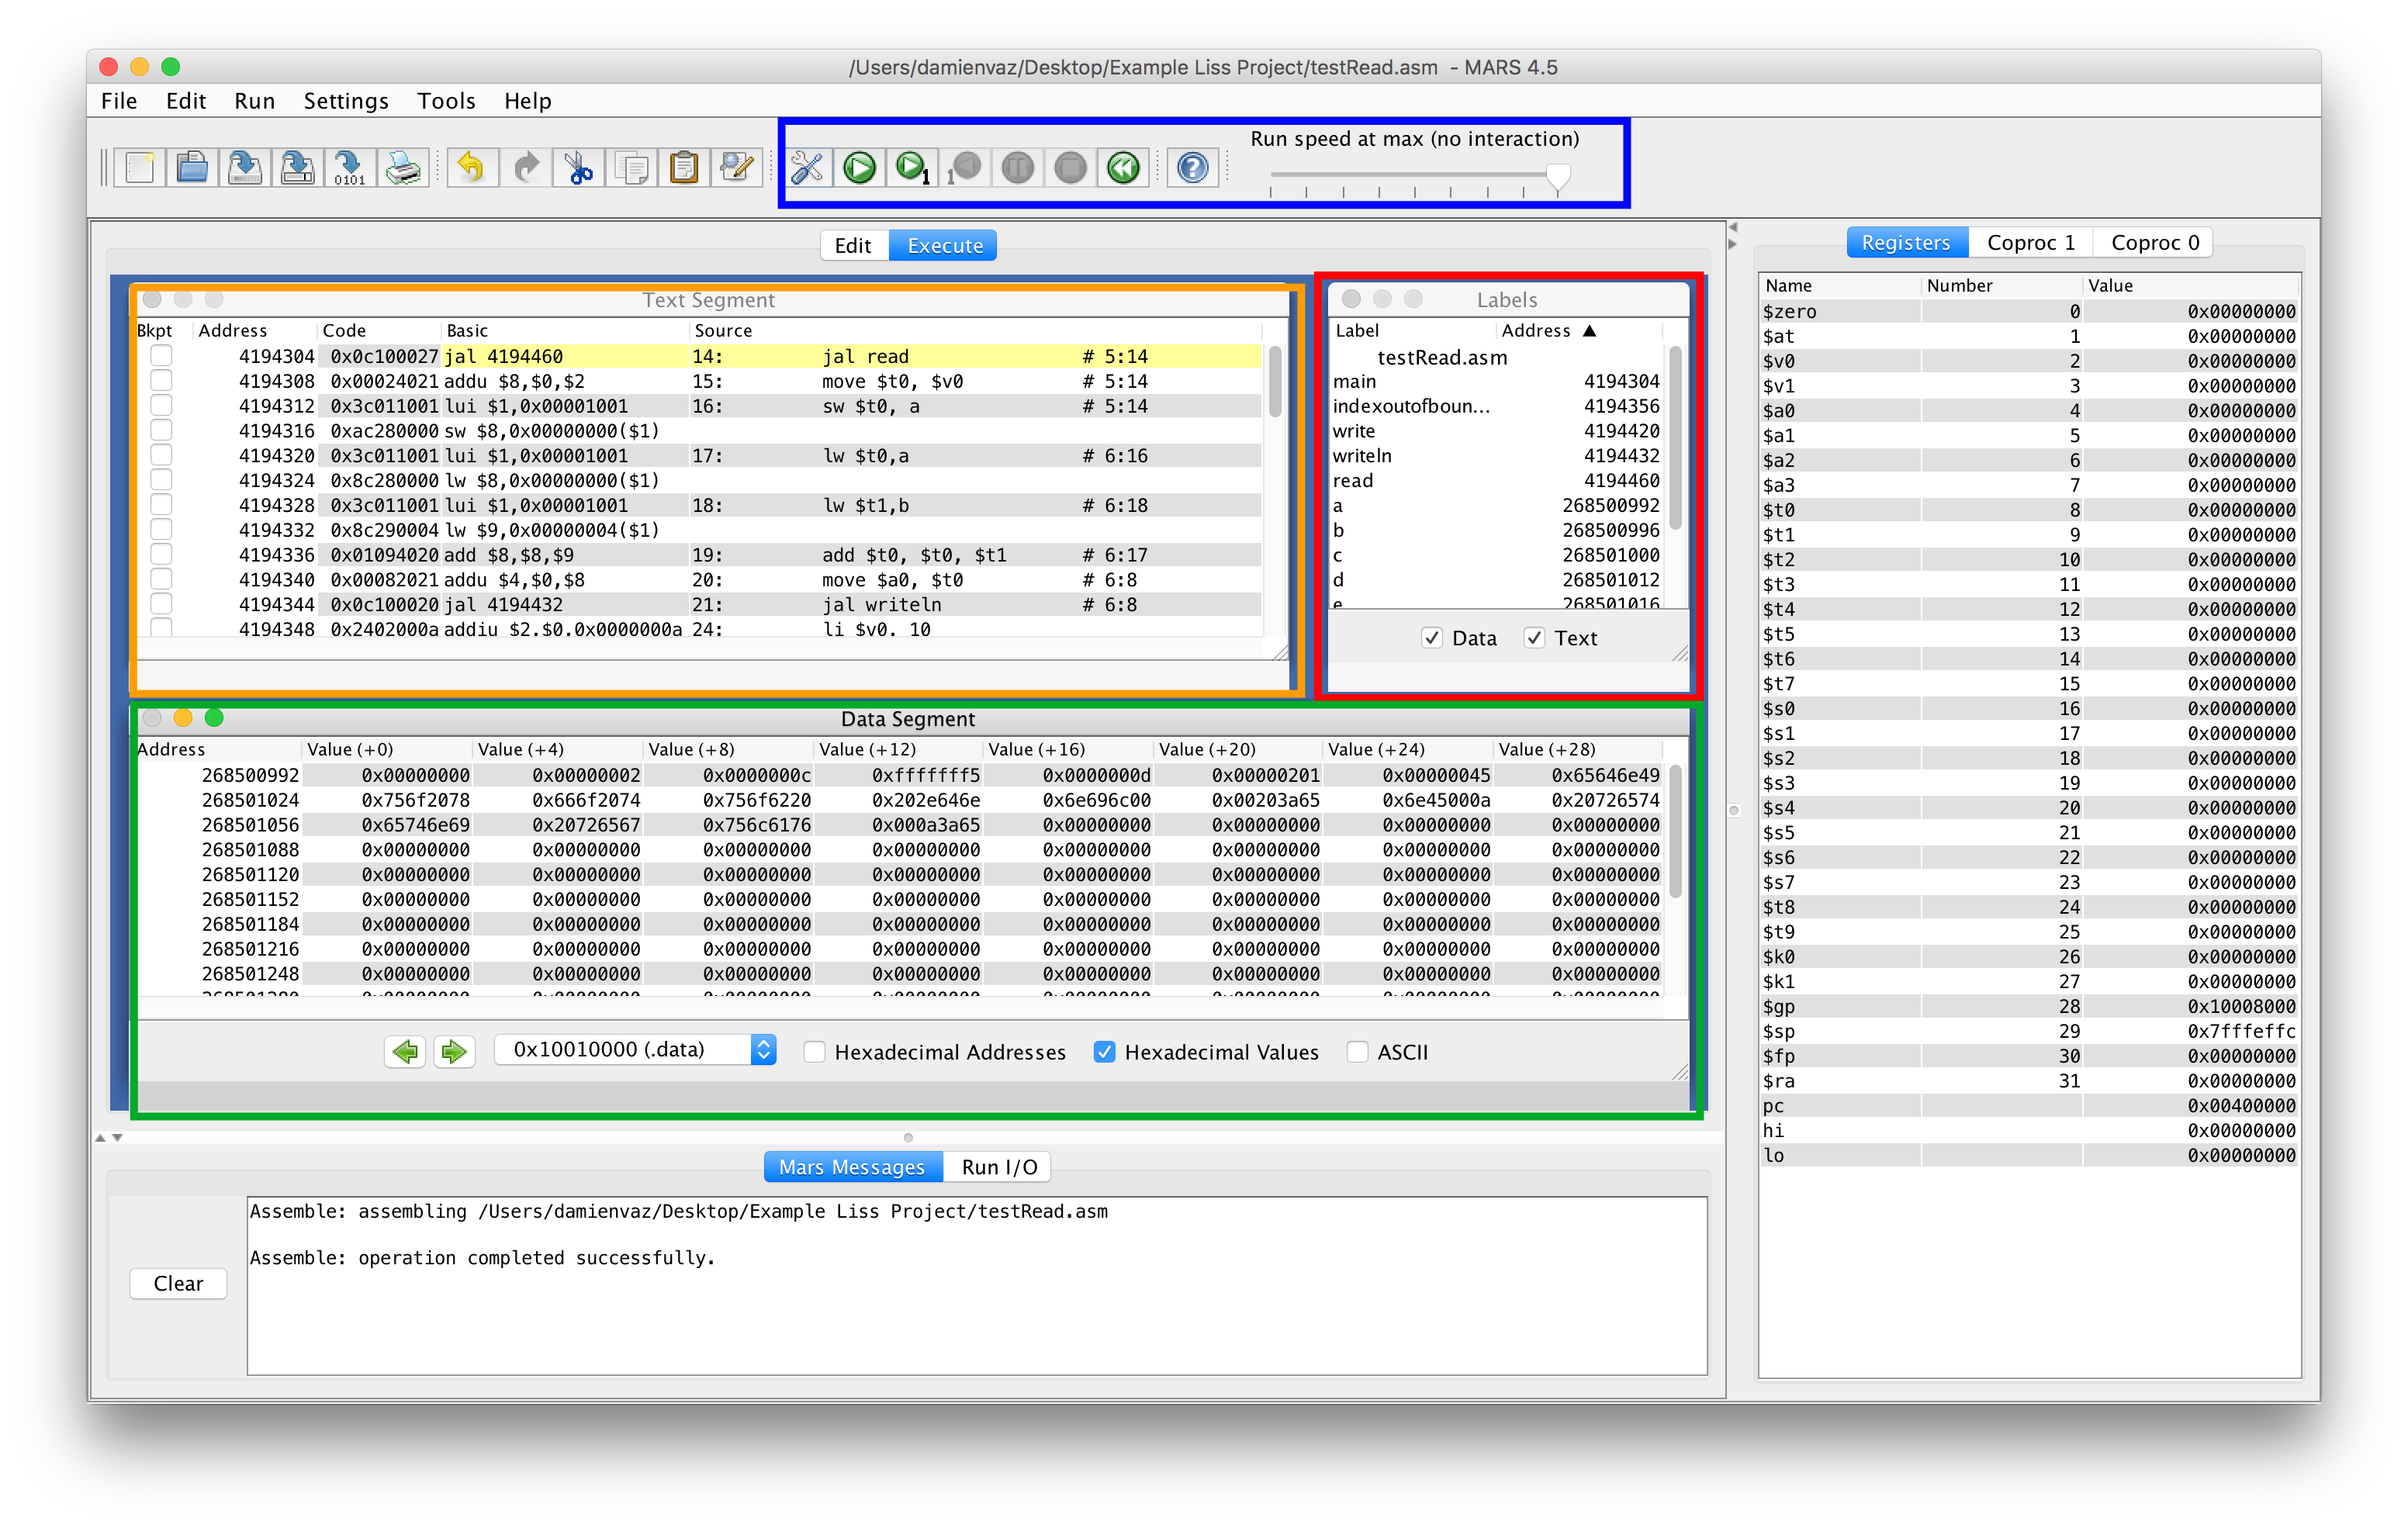 /Users/damienvaz/Desktop/Example Liss Project/testRead.asm - MARS 4.5
File Edit Run Settings Tools Help
Run speed at max (no interaction)
0101 1 1 ?
Edit Execute
Registers Coproc 1 Coproc 0
Text Segment
Bkpt Address Code Basic Source
4194304 0x0c100027 jal 4194460 14: jal read # 5:14
4194308 0x00024021 addu $8,$0,$2 15: move $t0, $v0 # 5:14
4194312 0x3c011001 lui $1,0x00001001 16: sw $t0, a # 5:14
4194316 0xac280000 sw $8,0x00000000($1)
4194320 0x3c011001 lui $1,0x00001001 17: lw $t0,a # 6:16
4194324 0x8c280000 lw $8,0x00000000($1)
4194328 0x3c011001 lui $1,0x00001001 18: lw $t1,b # 6:18
4194332 0x8c290004 lw $9,0x00000004($1)
4194336 0x01094020 add $8,$8,$9 19: add $t0, $t0, $t1 # 6:17
4194340 0x00082021 addu $4,$0,$8 20: move $a0, $t0 # 6:8
4194344 0x0c100020 jal 4194432 21: jal writeln # 6:8
4194348 0x2402000a addiu $2,$0,0x0000000a 24: li $v0, 10
Labels
Label Address ▲
testRead.asm
main 4194304
indexoutofboun... 4194356
write 4194420
writeln 4194432
read 4194460
a 268500992
b 268500996
c 268501000
d 268501012
e 268501016
Data Text
Data Segment
Address Value (+0) Value (+4) Value (+8) Value (+12) Value (+16) Value (+20) Value (+24) Value (+28)
268500992 0x00000000 0x00000002 0x0000000c 0xfffffff5 0x0000000d 0x00000201 0x00000045 0x65646e49
268501024 0x756f2078 0x666f2074 0x756f6220 0x202e646e 0x6e696c00 0x00203a65 0x6e45000a 0x20726574
268501056 0x65746e69 0x20726567 0x756c6176 0x000a3a65 0x00000000 0x00000000 0x00000000 0x00000000
268501088 0x00000000 0x00000000 0x00000000 0x00000000 0x00000000 0x00000000 0x00000000 0x00000000
268501120 0x00000000 0x00000000 0x00000000 0x00000000 0x00000000 0x00000000 0x00000000 0x00000000
268501152 0x00000000 0x00000000 0x00000000 0x00000000 0x00000000 0x00000000 0x00000000 0x00000000
268501184 0x00000000 0x00000000 0x00000000 0x00000000 0x00000000 0x00000000 0x00000000 0x00000000
268501216 0x00000000 0x00000000 0x00000000 0x00000000 0x00000000 0x00000000 0x00000000 0x00000000
268501248 0x00000000 0x00000000 0x00000000 0x00000000 0x00000000 0x00000000 0x00000000 0x00000000
0x10010000 (.data) Hexadecimal Addresses Hexadecimal Values ASCII
Mars Messages Run I/O
Assemble: assembling /Users/damienvaz/Desktop/Example Liss Project/testRead.asm
Assemble: operation completed successfully.
Clear
Name Number Value
$zero 0 0x00000000
$at 1 0x00000000
$v0 2 0x00000000
$v1 3 0x00000000
$a0 4 0x00000000
$a1 5 0x00000000
$a2 6 0x00000000
$a3 7 0x00000000
$t0 8 0x00000000
$t1 9 0x00000000
$t2 10 0x00000000
$t3 11 0x00000000
$t4 12 0x00000000
$t5 13 0x00000000
$t6 14 0x00000000
$t7 15 0x00000000
$s0 16 0x00000000
$s1 17 0x00000000
$s2 18 0x00000000
$s3 19 0x00000000
$s4 20 0x00000000
$s5 21 0x00000000
$s6 22 0x00000000
$s7 23 0x00000000
$t8 24 0x00000000
$t9 25 0x00000000
$k0 26 0x00000000
$k1 27 0x00000000
$gp 28 0x10008000
$sp 29 0x7fffeffc
$fp 30 0x00000000
$ra 31 0x00000000
pc 0x00400000
hi 0x00000000
lo 0x00000000